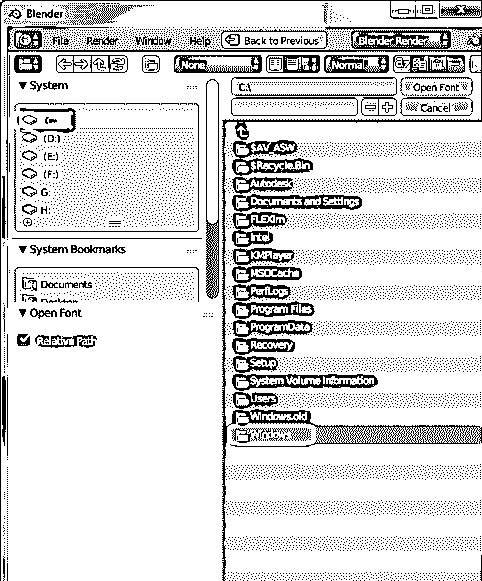 Blender
File Render Window Help Back to Previous Blender Render
None Normal
▼ System
C:\ Open Font
Cancel
(D:)
(E:)
(F:)
G:
H:
▼ System Bookmarks
Documents
▼ Open Font
Relative Path
$AV_ASW
$Recycle.Bin
Autodesk
Documents and Settings
FLEXlm
Intel
KMPlayer
MSOCache
PerfLogs
Program Files
ProgramData
Recovery
Setup
System Volume Information
Users
Windows.old